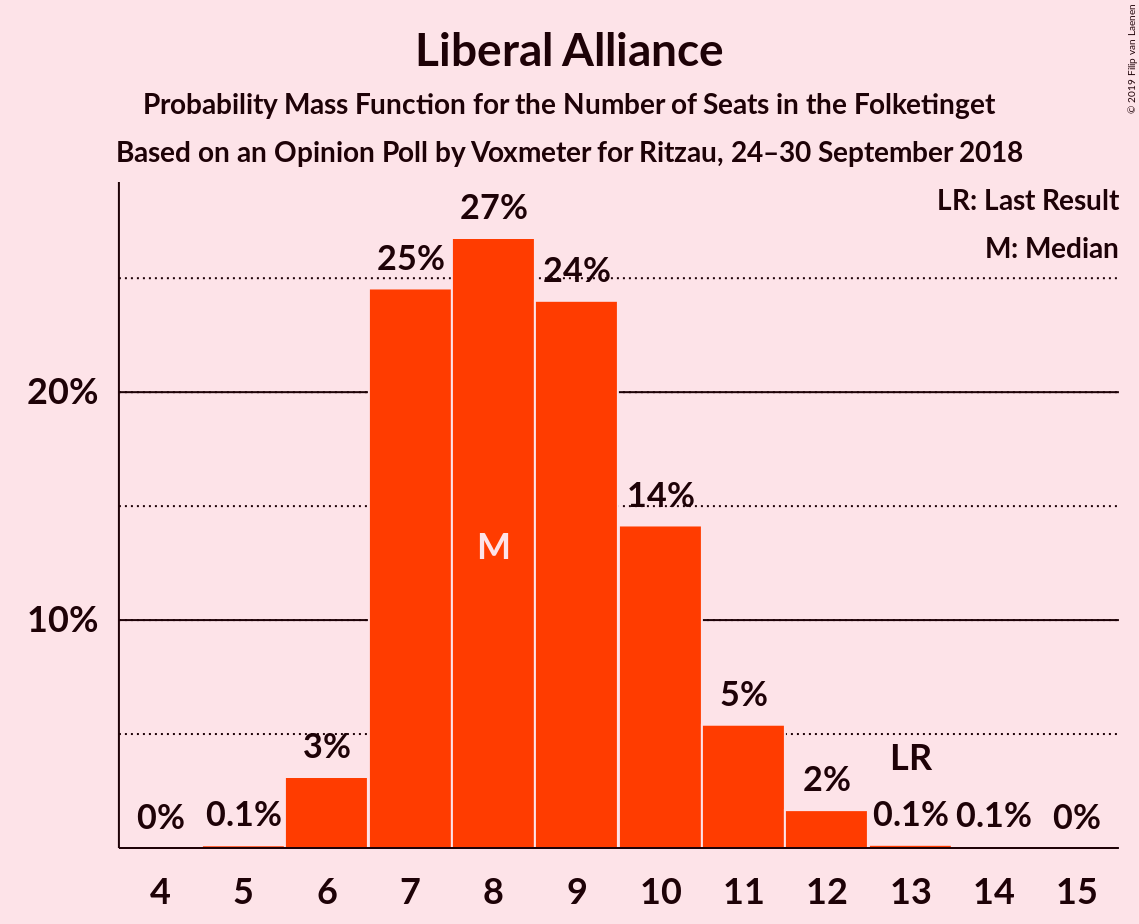 Liberal Alliance
Probability Mass Function for the Number of Seats in the Folketinget
Based on an Opinion Poll by Voxmeter for Ritzau, 24–30 September 2018
© 2019 Filip van Laenen
LR: Last Result
M: Median
20%
10%
0%
0.1%
3%
25%
27%
24%
14%
5%
2%
0.1%
0.1%
0%
M
LR
4 5 6 7 8 9 10 11 12 13 14 15